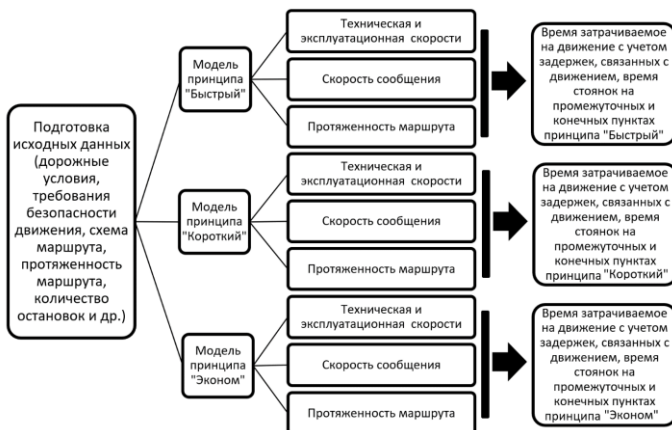 Подготовка
исходных данных
(дорожные
условия,
требования
безопасности
движения, схема
маршрута,
протяженность
маршрута,
количество
остановок и др.)
Модель
принципа
"Быстрый"
Техническая и
эксплуатационная скорости
Скорость сообщения
Протяженность маршрута
Время затрачиваемое
на движение с учетом
задержек, связанных с
движением, время
стоянок на
промежуточных и
конечных пунктах
принципа "Быстрый"
Модель
принципа
"Короткий"
Техническая и
эксплуатационная скорости
Скорость сообщения
Протяженность маршрута
Время затрачиваемое
на движение с учетом
задержек, связанных с
движением, время
стоянок на
промежуточных и
конечных пунктах
принципа "Короткий"
Модель
принципа
"Эконом"
Техническая и
эксплуатационная скорости
Скорость сообщения
Протяженность маршрута
Время затрачиваемое
на движение с учетом
задержек, связанных с
движением, время
стоянок на
промежуточных и
конечных пунктах
принципа "Эконом"